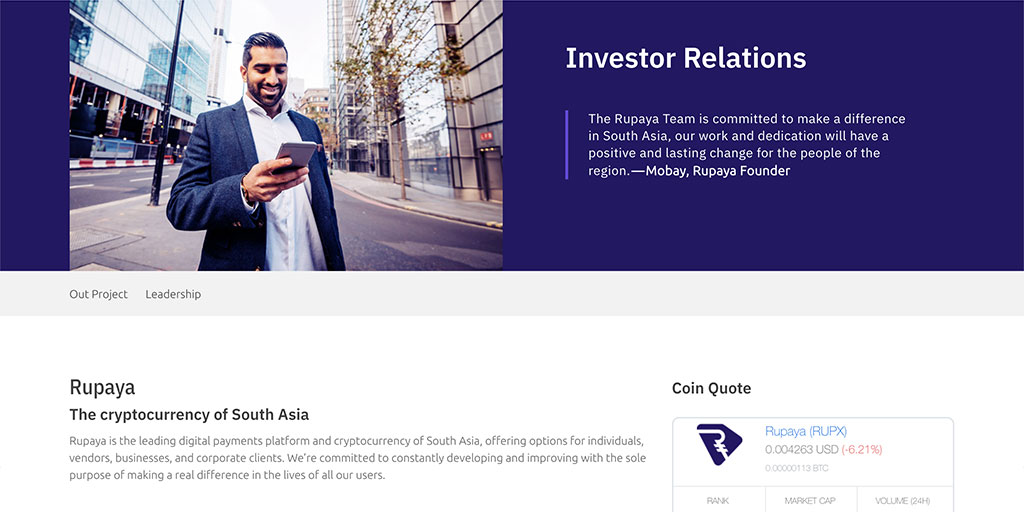 Investor Relations
The Rupaya Team is committed to make a difference
in South Asia, our work and dedication will have a
positive and lasting change for the people of the
region.—Mobay, Rupaya Founder
Out Project Leadership
Rupaya
The cryptocurrency of South Asia
Rupaya is the leading digital payments platform and cryptocurrency of South Asia, offering options for individuals,
vendors, businesses, and corporate clients. We're committed to constantly developing and improving with the sole
purpose of making a real difference in the lives of all our users.
Coin Quote
Rupaya (RUPX)
0.004263 USD (-6.21%)
0.00000113 BTC
RANK MARKET CAP VOLUME (24H)